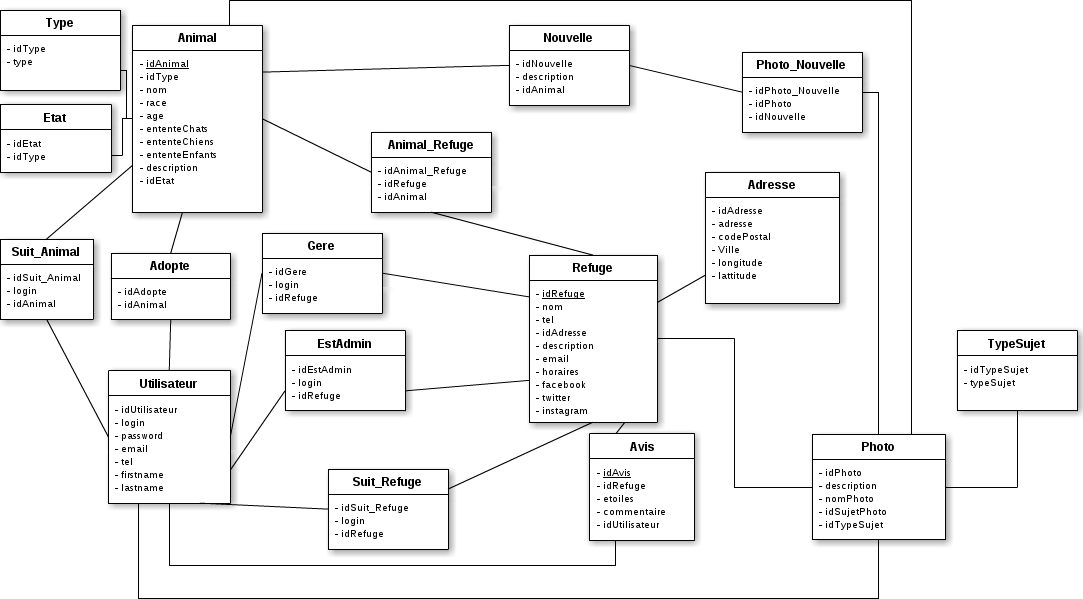 Type
- idType
- type
Etat
- idEtat
- idType
Animal
- idAnimal
- idType
- nom
- race
- age
- ententeChats
- ententeChiens
- ententeEnfants
- description
- idEtat
Nouvelle
- idNouvelle
- description
- idAnimal
Photo_Nouvelle
- idPhoto_Nouvelle
- idPhoto
- idNouvelle
Animal_Refuge
- idAnimal_Refuge
- idRefuge
- idAnimal
Adresse
- idAdresse
- adresse
- codePostal
- Ville
- longitude
- lattitude
Suit_Animal
- idSuit_Animal
- login
- idAnimal
Adopte
- idAdopte
- idAnimal
Gere
- idGere
- login
- idRefuge
Refuge
- idRefuge
- nom
- tel
- idAdresse
- description
- email
- horaires
- facebook
- twitter
- instagram
EstAdmin
- idEstAdmin
- login
- idRefuge
TypeSujet
- idTypeSujet
- typeSujet
Utilisateur
- idUtilisateur
- login
- password
- email
- tel
- firstname
- lastname
Suit_Refuge
- idSuit_Refuge
- login
- idRefuge
Avis
- idAvis
- idRefuge
- etoiles
- commentaire
- idUtilisateur
Photo
- idPhoto
- description
- nomPhoto
- idSujetPhoto
- idTypeSujet